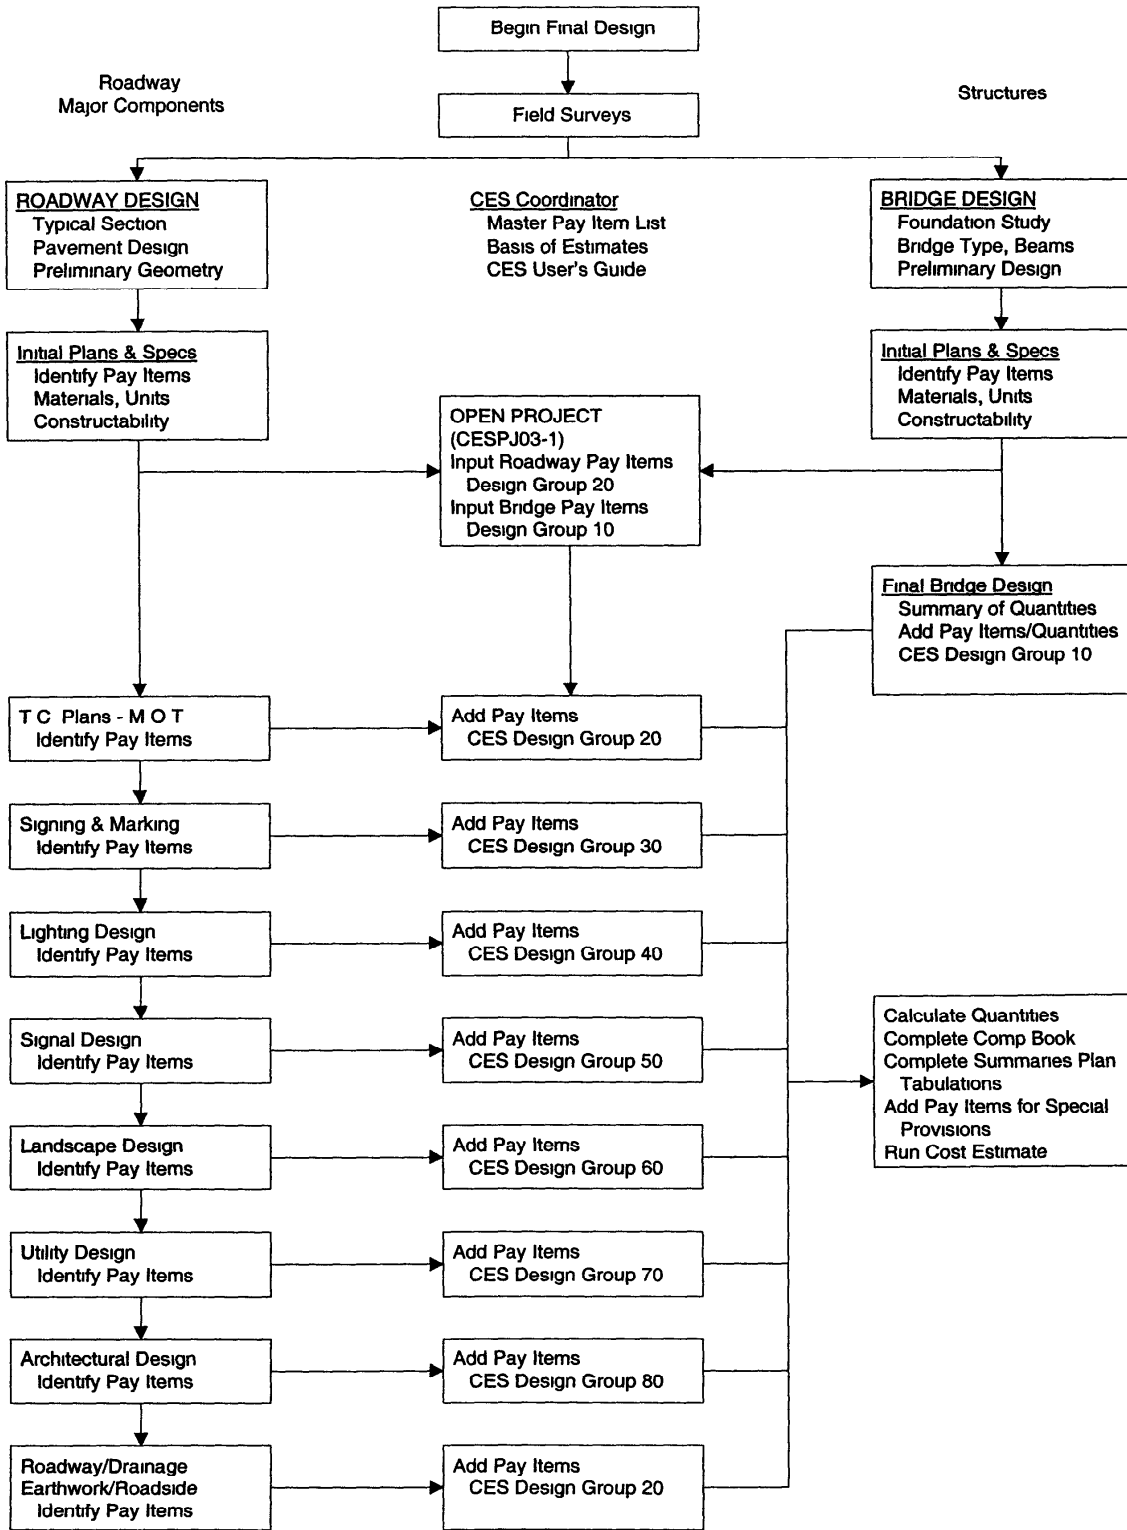 Begin Final Design
Roadway
Major Components
Structures
Field Surveys
ROADWAY DESIGN
Typical Section
Pavement Design
Preliminary Geometry
CES Coordinator
Master Pay Item List
Basis of Estimates
CES User's Guide
BRIDGE DESIGN
Foundation Study
Bridge Type, Beams
Preliminary Design
Initial Plans & Specs
Identify Pay Items
Materials, Units
Constructability
Initial Plans & Specs
Identify Pay Items
Materials, Units
Constructability
OPEN PROJECT
(CESPJ03-1)
Input Roadway Pay Items
Design Group 20
Input Bridge Pay Items
Design Group 10
Final Bridge Design
Summary of Quantities
Add Pay Items/Quantities
CES Design Group 10
T C Plans - M O T
Identify Pay Items
Add Pay Items
CES Design Group 20
Signing & Marking
Identify Pay Items
Add Pay Items
CES Design Group 30
Lighting Design
Identify Pay Items
Add Pay Items
CES Design Group 40
Signal Design
Identify Pay Items
Add Pay Items
CES Design Group 50
Calculate Quantities
Complete Comp Book
Complete Summaries Plan
Tabulations
Add Pay Items for Special
Provisions
Run Cost Estimate
Landscape Design
Identify Pay Items
Add Pay Items
CES Design Group 60
Utility Design
Identify Pay Items
Add Pay Items
CES Design Group 70
Architectural Design
Identify Pay Items
Add Pay Items
CES Design Group 80
Roadway/Drainage
Earthwork/Roadside
Identify Pay Items
Add Pay Items
CES Design Group 20